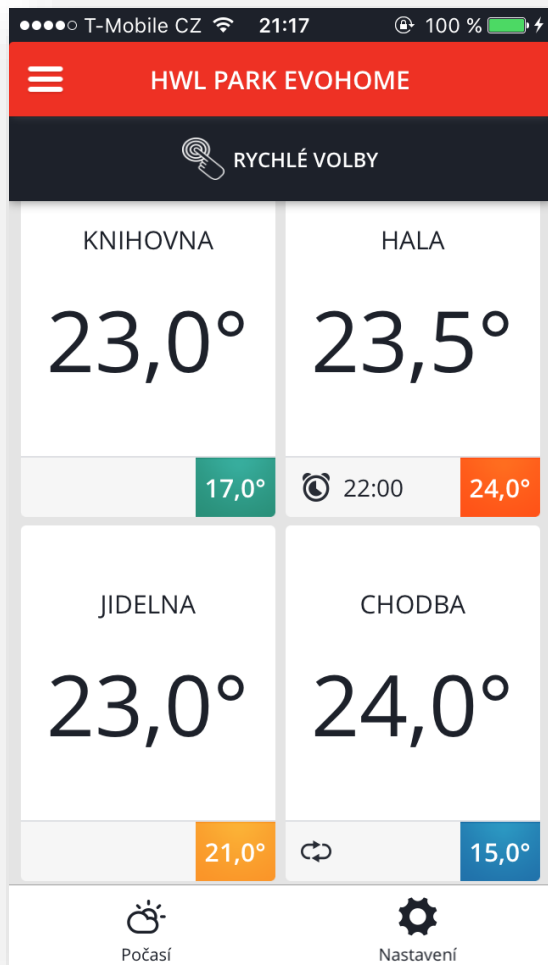 T-Mobile CZ 21:17 100 %
HWL PARK EVOHOME
RYCHLÉ VOLBY
KNIHOVNA
23,0°
17,0°
HALA
23,5°
22:00 24,0°
JIDELNA
23,0°
21,0°
CHODBA
24,0°
15,0°
Počasí
Nastavení